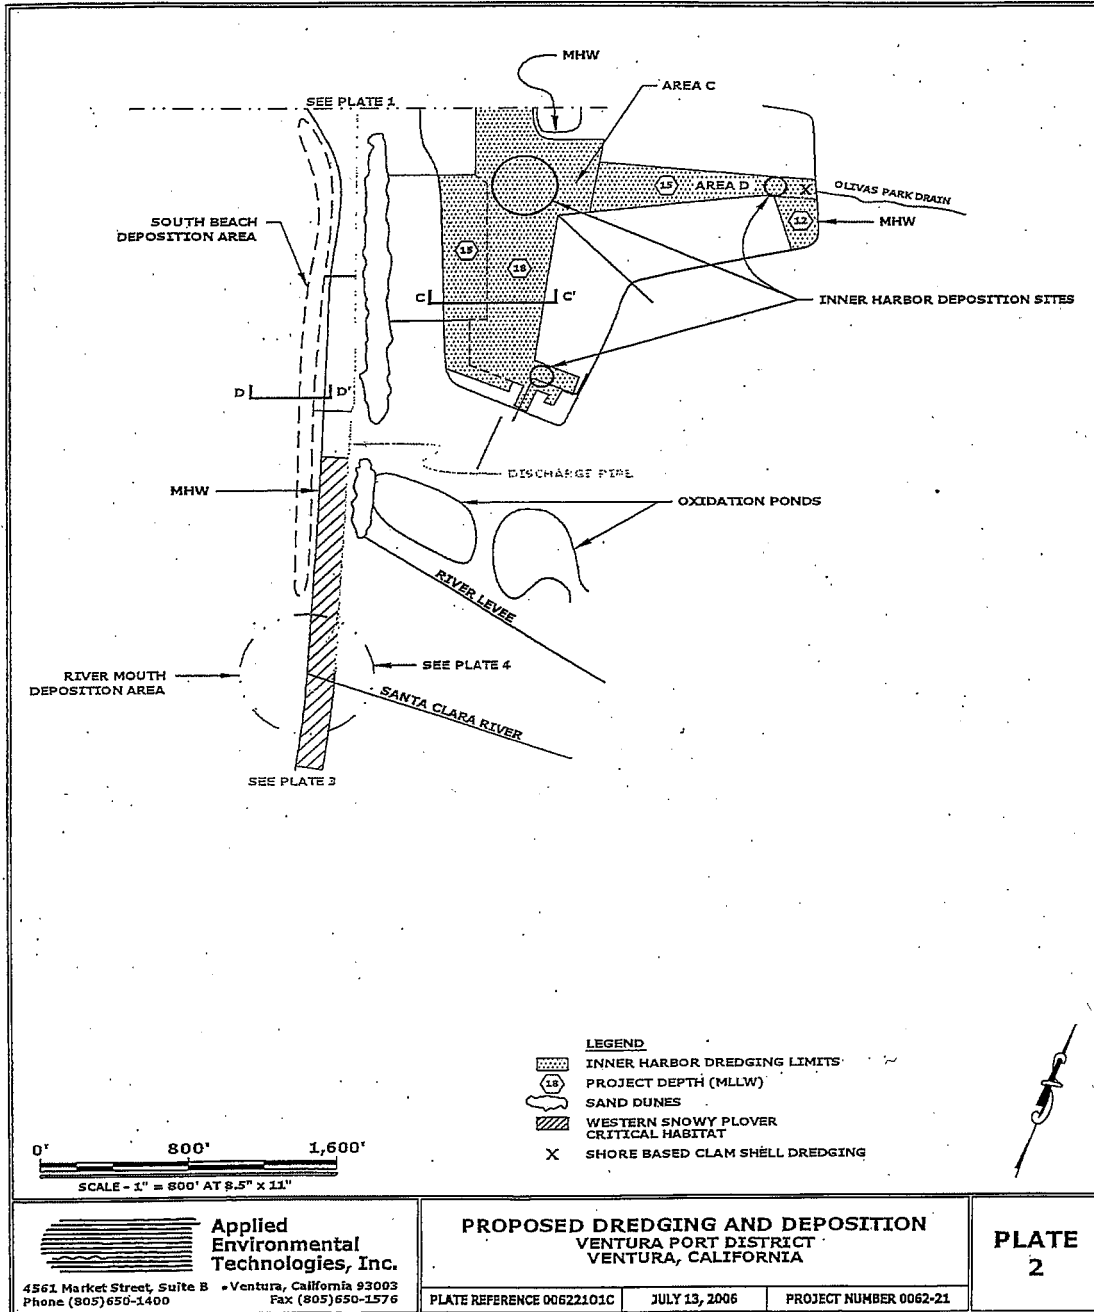 MHW
AREA C
SEE PLATE 1
15
AREA D
X
OLIVAS PARK DRAIN
12
MHW
SOUTH BEACH
DEPOSITION AREA
15
18
C
C'
INNER HARBOR DEPOSITION SITES
D
D'
DISCHARGE PIPE
MHW
OXIDATION PONDS
RIVER LEVEE
RIVER MOUTH
DEPOSITION AREA
SEE PLATE 4
SANTA CLARA RIVER
SEE PLATE 3
LEGEND
INNER HARBOR DREDGING LIMITS
18
PROJECT DEPTH (MLLW)
SAND DUNES
WESTERN SNOWY PLOVER
CRITICAL HABITAT
X SHORE BASED CLAM SHELL DREDGING
0' 800' 1,600'
SCALE - 1" = 800' AT 8.5" x 11"
Applied
Environmental
Technologies, Inc.
4561 Market Street, Suite B • Ventura, California 93003
Phone (805)650-1400 Fax (805)650-1576
PROPOSED DREDGING AND DEPOSITION
VENTURA PORT DISTRICT
VENTURA, CALIFORNIA
PLATE REFERENCE 00622101C
JULY 13, 2006
PROJECT NUMBER 0062-21
PLATE
2